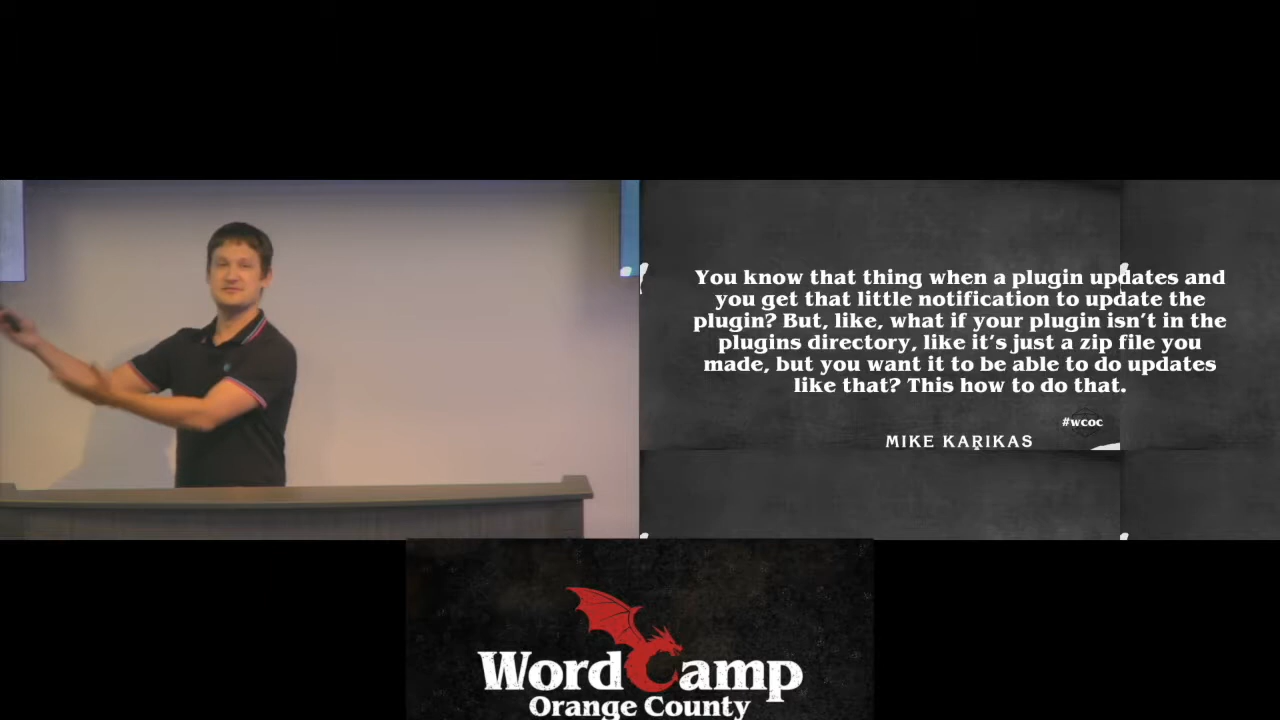 You know that thing when a plugin updates and
you get that little notification to update the
plugin? But, like, what if your plugin isn't in the
plugins directory, like it's just a zip file you
made, but you want it to be able to do updates
like that? This how to do that.
#wcoc
MIKE KARIKAS
WordCamp
Orange County